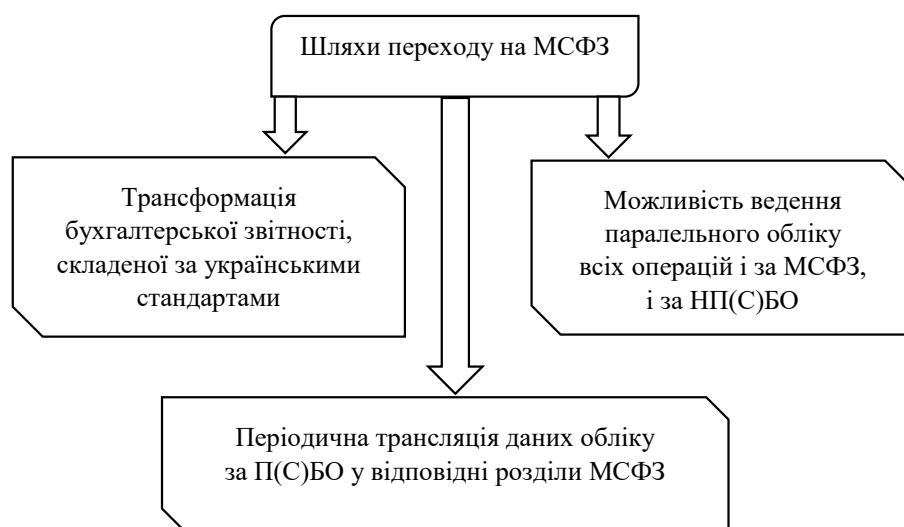 Шляхи переходу на МСФЗ
Трансформація
бухгалтерської звітності,
складеної за українськими
стандартами
Можливість ведення
паралельного обліку
всіх операцій і за МСФЗ,
і за НП(С)БО
Періодична трансляція даних обліку
за П(С)БО у відповідні розділи МСФЗ